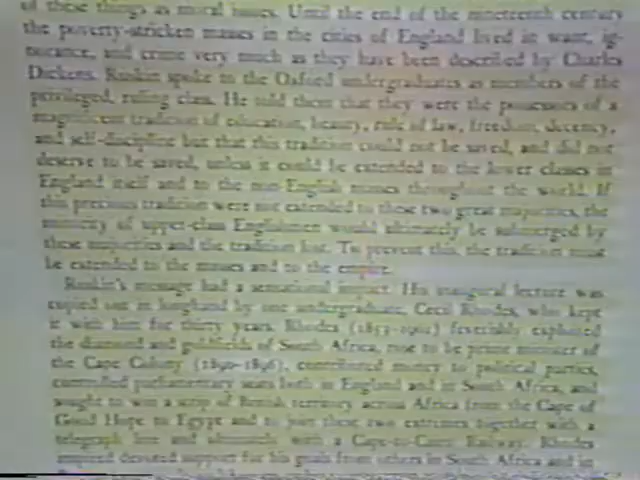 of these things as moral issues. Until the end of the nineteenth century
the poverty-stricken masses in the cities of England lived in want, ig-
norance, and crime very much as they have been described by Charles
Dickens. Ruskin spoke to the Oxford undergraduates as members of the
privileged, ruling class. He told them that they were the possessors of a
magnificent tradition of education, beauty, rule of law, freedom, decency,
and self-discipline but that this tradition could not be saved, and did not
deserve to be saved, unless it could be extended to the lower classes in
England itself and to the non-English masses throughout the world. If
this precious tradition were not extended to these two great majorities, the
minority of upper-class Englishmen would ultimately be submerged by
these majorities and the tradition lost. To prevent this, the tradition must
be extended to the masses and to the empire.
Ruskin's message had a sensational impact. His inaugural lecture was
copied out in longhand by one undergraduate, Cecil Rhodes, who kept
it with him for thirty years. Rhodes (1853-1902) feverishly exploited
the diamond and goldfields of South Africa, rose to be prime minister of
the Cape Colony (1890-1896), contributed money to political parties,
controlled parliamentary seats both in England and in South Africa, and
sought to win a strip of British territory across Africa from the Cape of
Good Hope to Egypt and to join these two extremes together with a
telegraph line and ultimately with a Cape-to-Cairo Railway. Rhodes
inspired devoted support for his goals from others in South Africa and in